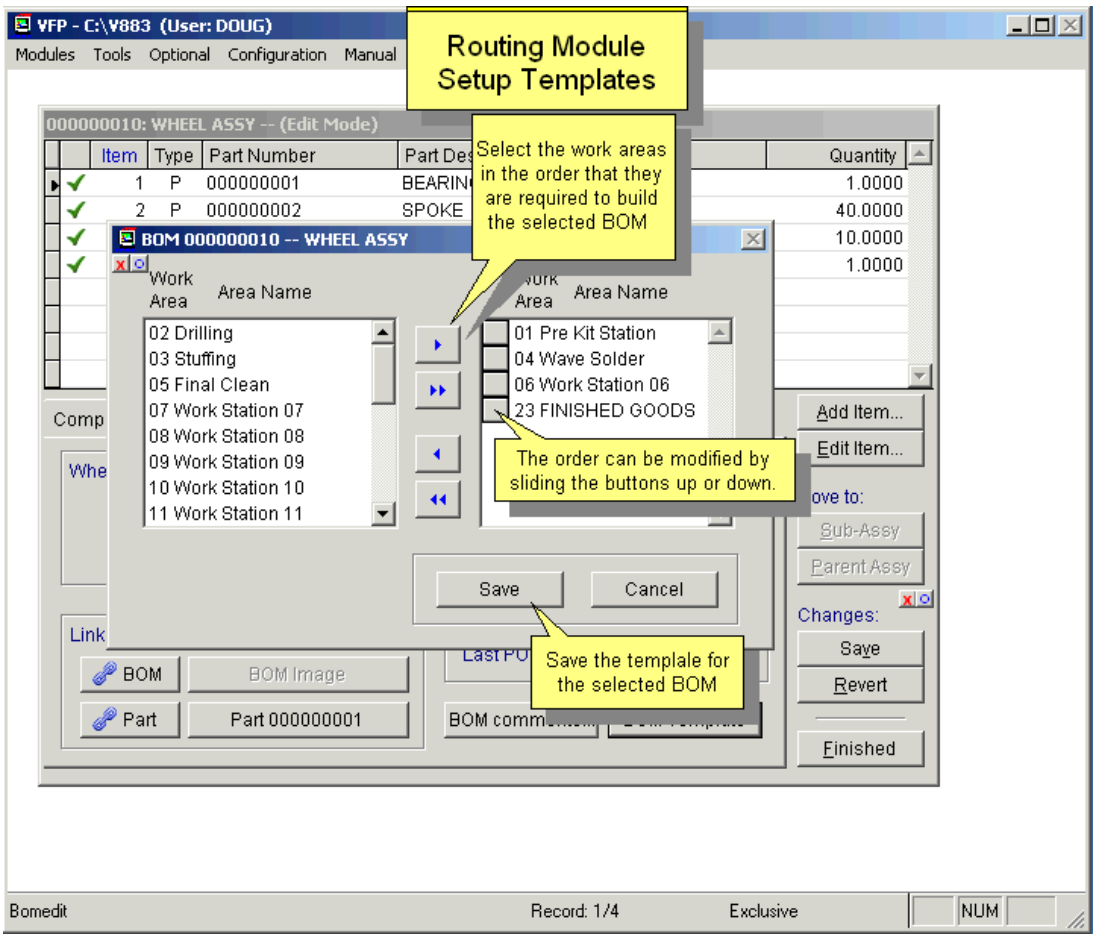 VFP - C:\V883 (User: DOUG)
Modules Tools Optional Configuration Manual
Routing Module
Setup Templates
000000010: WHEEL ASSY -- (Edit Mode)
Item Type Part Number Part Des Quantity
1 P 000000001 BEARIN 1.0000
2 P 000000002 SPOKE 40.0000
10.0000
1.0000
Select the work areas
in the order that they
are required to build
the selected BOM
BOM 000000010 -- WHEEL ASSY
Work
Area Area Name
Work
Area Area Name
02 Drilling
03 Stuffing
05 Final Clean
07 Work Station 07
08 Work Station 08
09 Work Station 09
10 Work Station 10
11 Work Station 11
01 Pre Kit Station
04 Wave Solder
06 Work Station 06
23 FINISHED GOODS
The order can be modified by
sliding the buttons up or down.
Save Cancel
Save the templale for
the selected BOM
Comp
Whe
Link
BOM BOM Image
Part Part 000000001
Last PO
BOM comments... BOM Template
Add Item...
Edit Item...
ove to:
Sub-Assy
Parent Assy
Changes:
Save
Revert
Finished
Bomedit Record: 1/4 Exclusive NUM